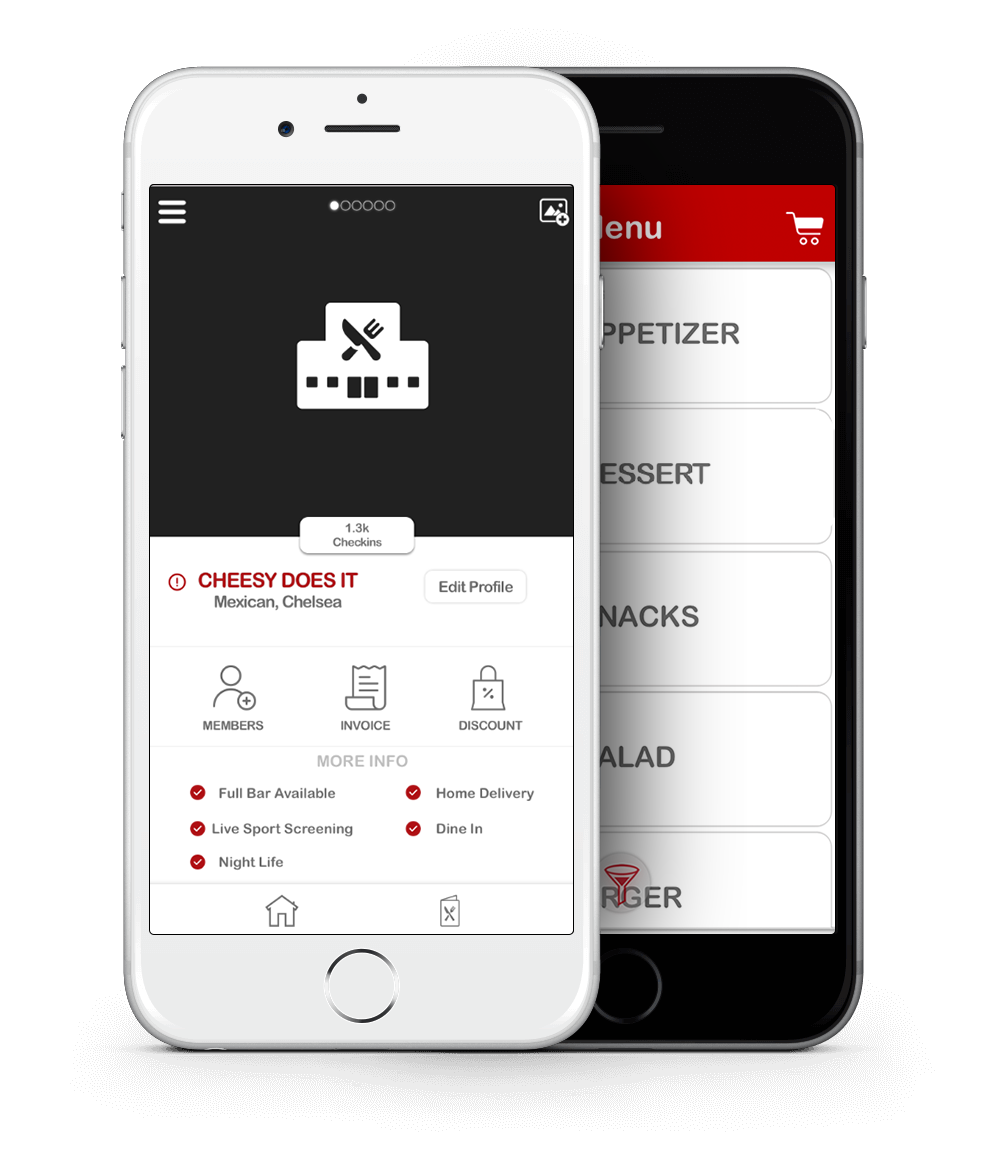 1.3k
Checkins
CHEESY DOES IT
Edit Profile
Mexican, Chelsea
MEMBERS
INVOICE
DISCOUNT
MORE INFO
Full Bar Available
Home Delivery
Live Sport Screening
Dine In
Night Life
enu
PPETIZER
ESSERT
NACKS
ALAD
RGER